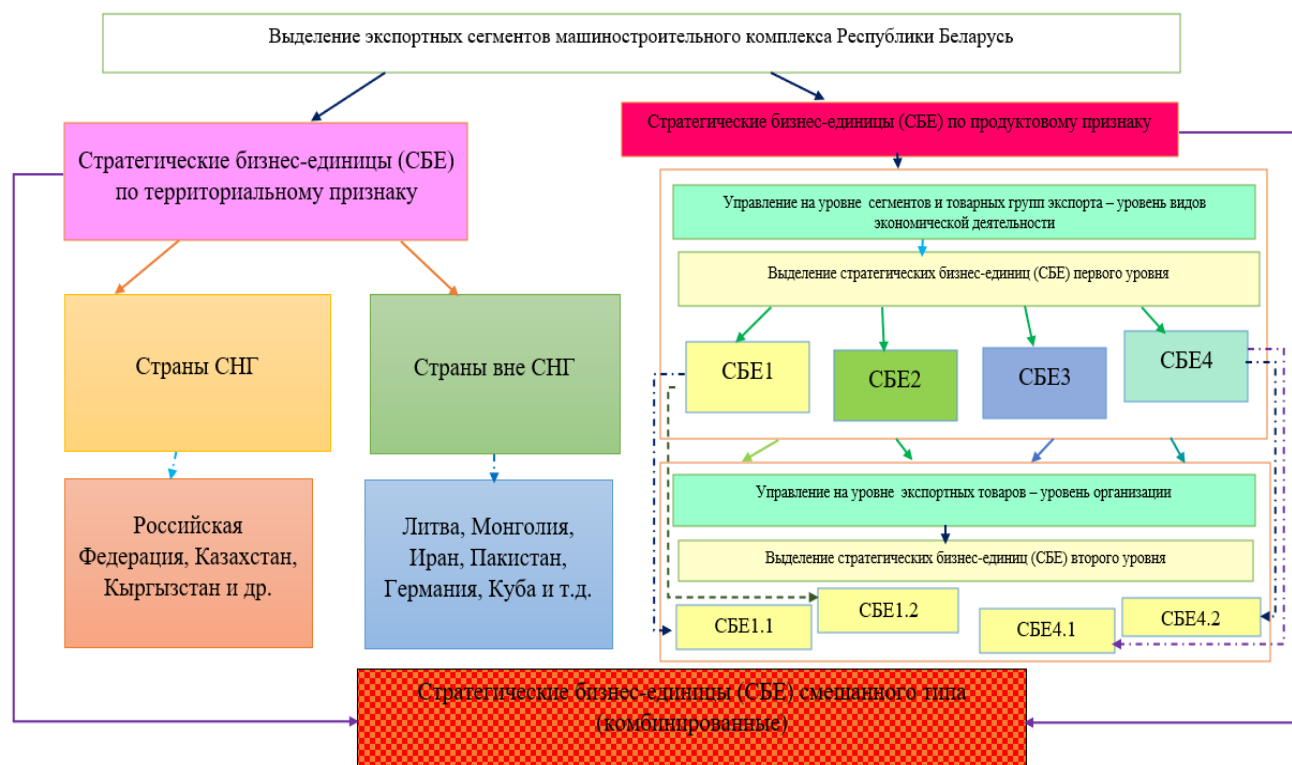 Выделение экспортных сегментов машиностроительного комплекса Республики Беларусь
Стратегические бизнес-единицы (СБЕ)
по территориальному признаку
Стратегические бизнес-единицы (СБЕ) по продуктовому признаку
Управление на уровне сегментов и товарных групп экспорта – уровень видов
экономической деятельности
Выделение стратегических бизнес-единиц (СБЕ) первого уровня
Страны СНГ
Страны вне СНГ
СБЕ1
СБЕ2
СБЕ3
СБЕ4
Российская
Федерация, Казахстан,
Кыргызстан и др.
Литва, Монголия,
Иран, Пакистан,
Германия, Куба и т.д.
Управление на уровне экспортных товаров – уровень организации
Выделение стратегических бизнес-единиц (СБЕ) второго уровня
СБЕ1.1
СБЕ1.2
СБЕ4.1
СБЕ4.2
Стратегические бизнес-единицы (СБЕ) смешанного типа
(комбинированные)